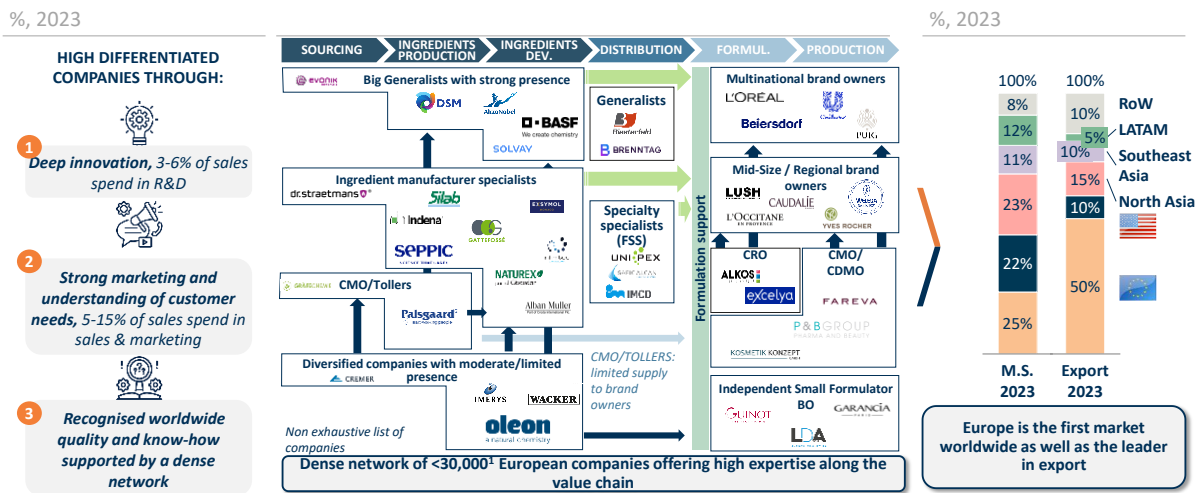 %, 2023
%, 2023
HIGH DIFFERENTIATED
COMPANIES THROUGH:
1
Deep innovation, 3-6% of sales
spend in R&D
2
Strong marketing and
understanding of customer
needs, 5-15% of sales spend in
sales & marketing
3
Recognised worldwide
quality and know-how
supported by a dense
network
SOURCING
INGREDIENTS
PRODUCTION
INGREDIENTS
DEV.
DISTRIBUTION
FORMUL.
PRODUCTION
Big Generalists with strong presence
EVONIK
DSM
AkzoNobel
BASF
We create chemistry
SOLVAY
Generalists
Biesterfeld
BRENNTAG
Ingredient manufacturer specialists
dr.straetmans
Silab
EXSYMOL
Indena
GATTEFOSSÉ
SEPPIC
NATUREX
Alban Muller
Specialty
specialists
(FSS)
UNIPEX
SAFIC ALCAN
IMCD
CMO/Tollers
Palsgaard
CMO/TOLLERS:
limited supply
to brand
owners
Diversified companies with moderate/limited
presence
CREMER
IMERYS
WACKER
oleon
a natural chemistry
Non exhaustive list of
companies
Formulation support
Multinational brand owners
L'ORÉAL
Unilever
Beiersdorf
PUIG
Mid-Size / Regional brand
owners
LUSH
CAUDALÍE
WELEDA
L'OCCITANE
EN PROVENCE
YVES ROCHER
CRO
ALKOS
excelya
CMO/
CDMO
FAREVA
P&BGROUP
PHARMA AND BEAUTY
KOSMETIK KONZEPT
Independent Small Formulator
BO
GUINOT
GARANCIA
PARIS
LDA
Dense network of <30,000¹ European companies offering high expertise along the
value chain
100%
100%
8%
12%
11%
23%
22%
25%
10%
5%
10%
15%
10%
50%
RoW
LATAM
Southeast
Asia
North Asia
M.S.
2023
Export
2023
Europe is the first market
worldwide as well as the leader
in export